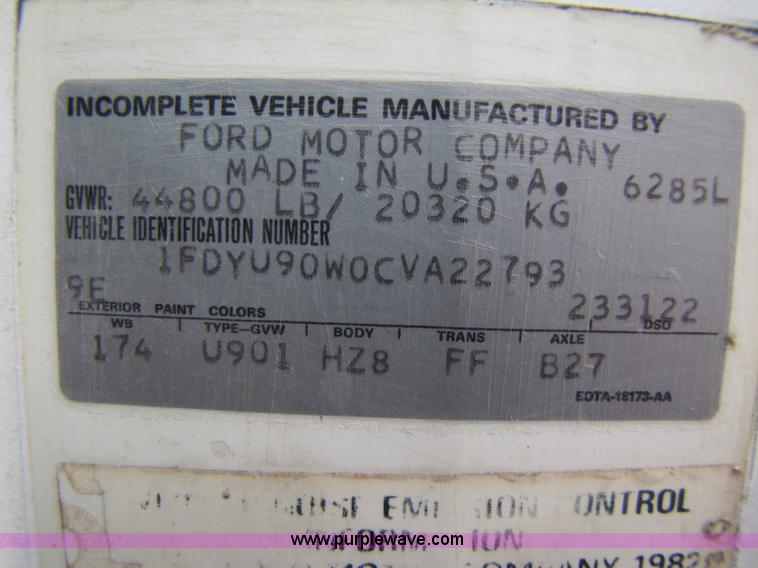 INCOMPLETE VEHICLE MANUFACTURED BY
FORD MOTOR COMPANY
MADE IN U.S.A. 6285L
GVWR: 44800 LB/ 20320 KG
VEHICLE IDENTIFICATION NUMBER
1FDYU90W0CVA22793
9E 233122
EXTERIOR PAINT COLORS DSO
WB TYPE-GVW BODY TRANS AXLE
174 U901 HZ8 FF B27
EOTA-18173-AA
CONTROL
www.purplewave.com
1982